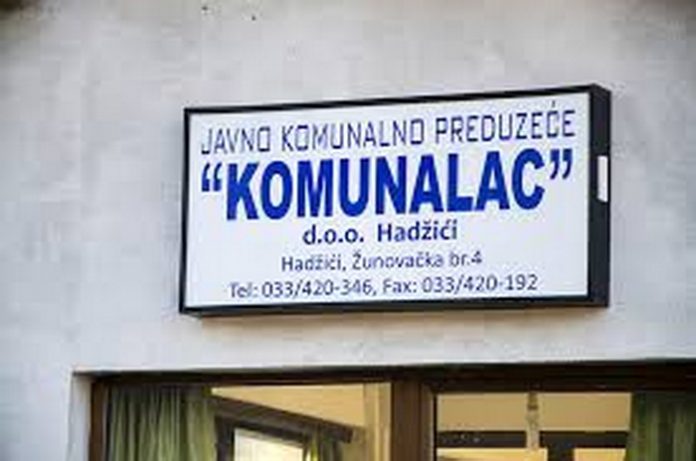 JAVNO KOMUNALNO PREDUZEĆE
“KOMUNALAC”
d.o.o. Hadžići
Hadžići, Žunovačka br.4
Tel: 033/420-346, Fax: 033/420-192